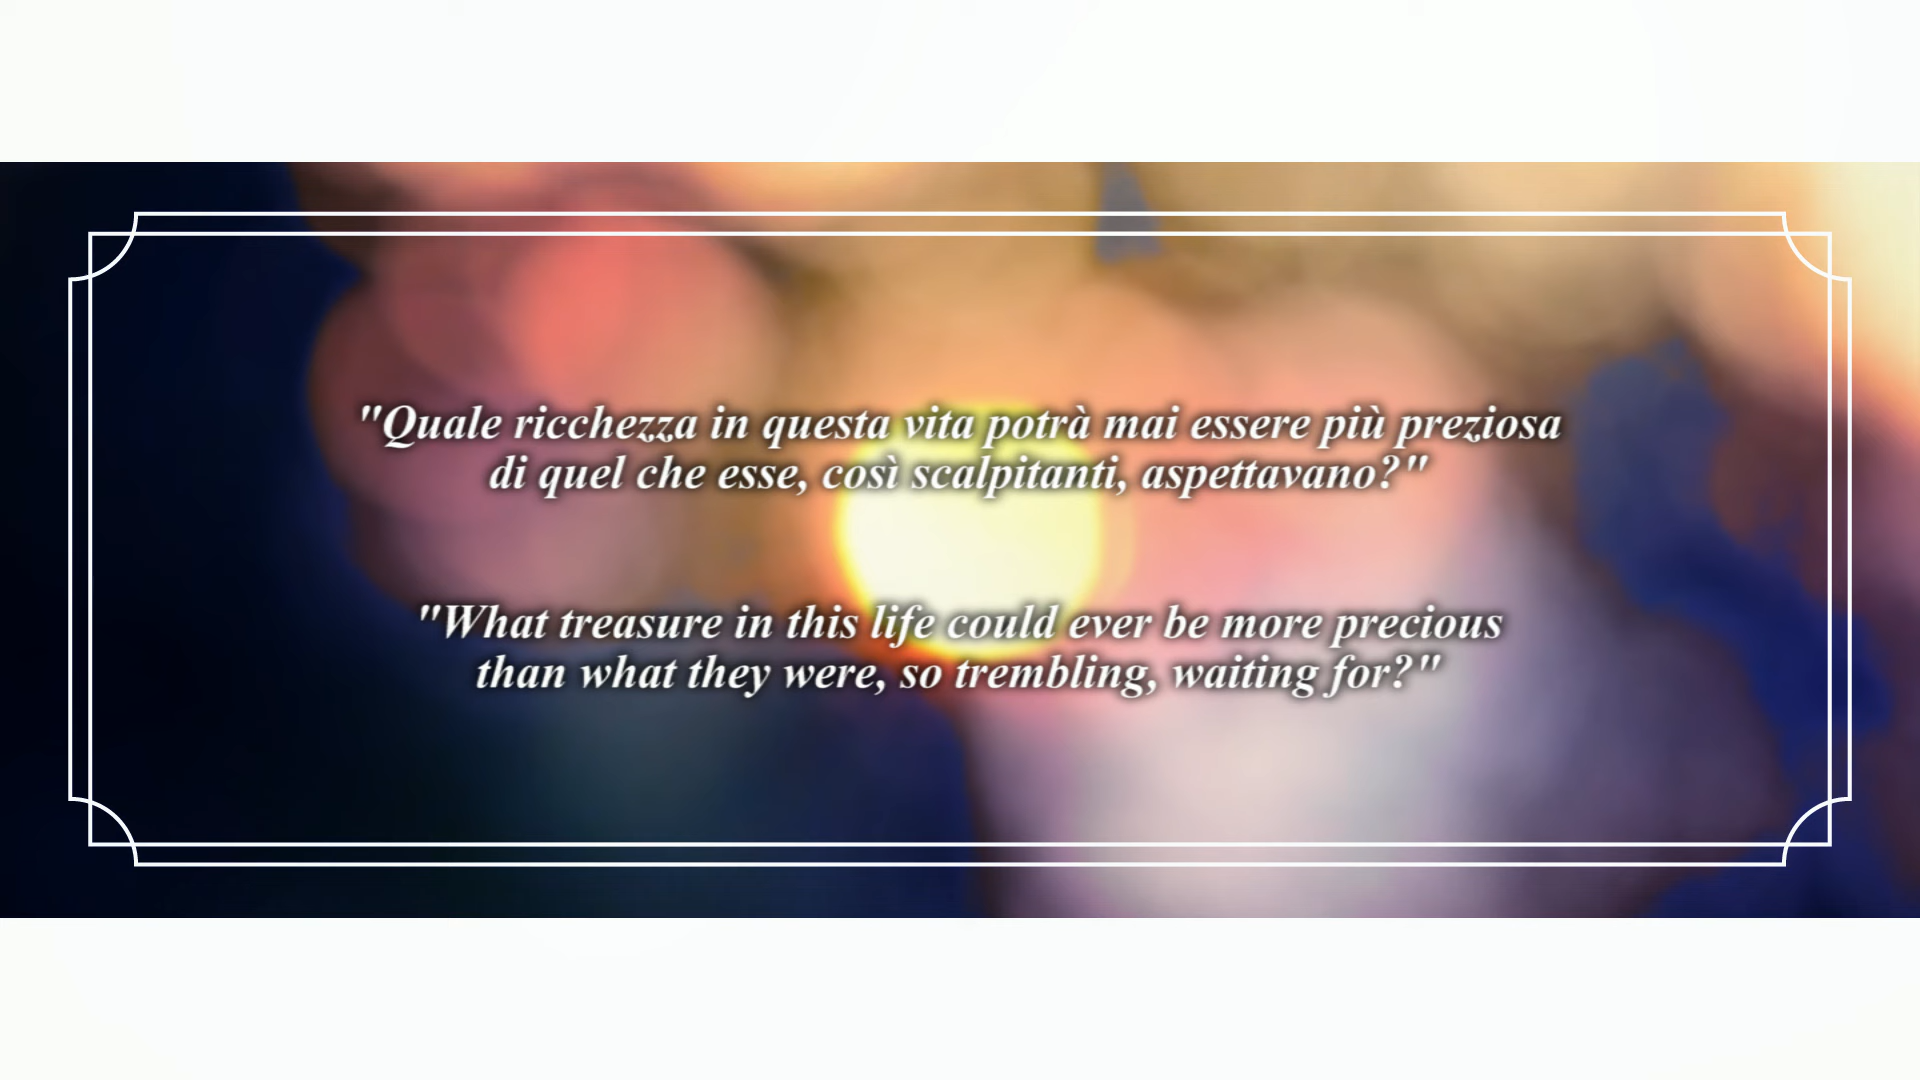 "Quale ricchezza in questa vita potrà mai essere più preziosa
di quel che esse, così scalpitanti, aspettavano?"
"What treasure in this life could ever be more precious
than what they were, so trembling, waiting for?"